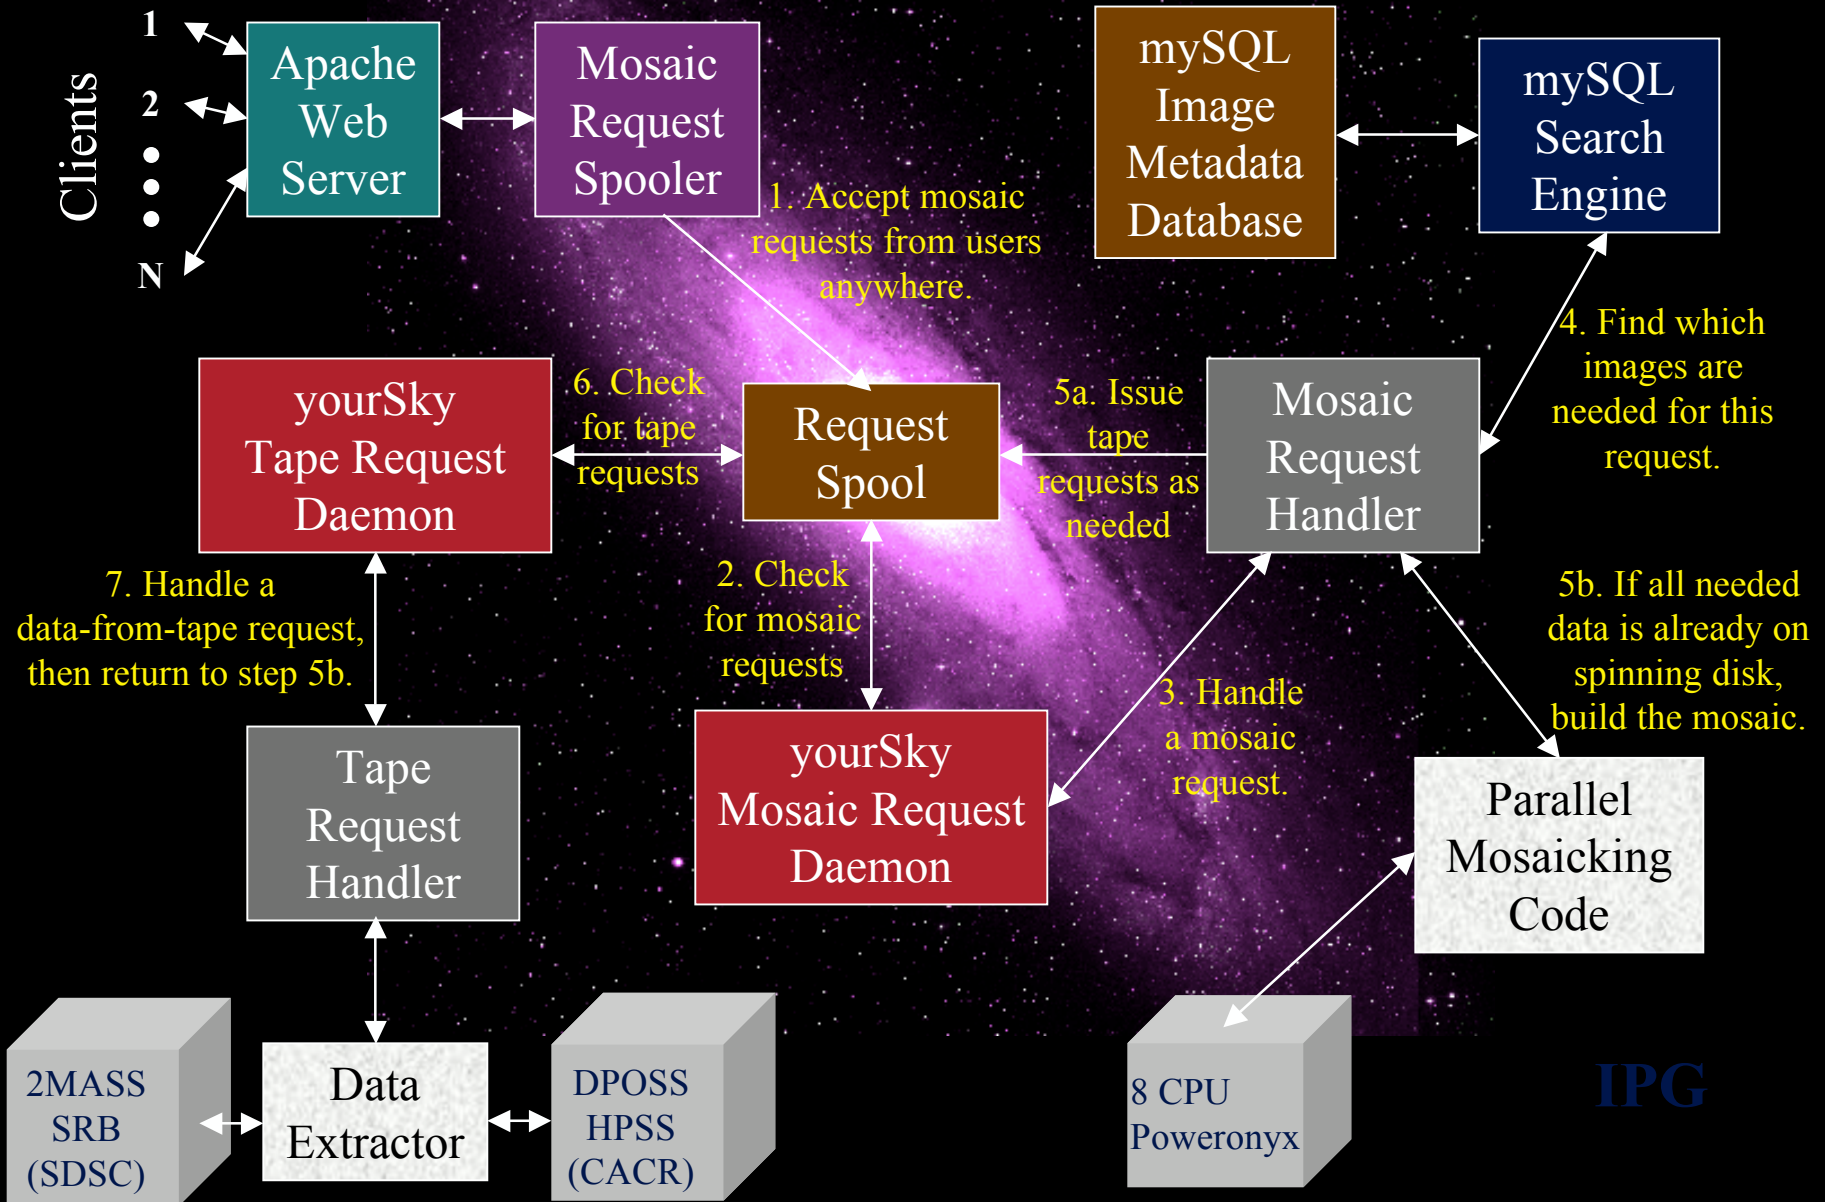 Clients
1
2
N
Apache
Web
Server
Mosaic
Request
Spooler
mySQL
Image
Metadata
Database
mySQL
Search
Engine
1. Accept mosaic
requests from users
anywhere.
4. Find which
images are
needed for this
request.
yourSky
Tape Request
Daemon
6. Check
for tape
requests
Request
Spool
5a. Issue
tape
requests as
needed
Mosaic
Request
Handler
7. Handle a
data-from-tape request,
then return to step 5b.
2. Check
for mosaic
requests
3. Handle
a mosaic
request.
5b. If all needed
data is already on
spinning disk,
build the mosaic.
Tape
Request
Handler
yourSky
Mosaic Request
Daemon
Parallel
Mosaicking
Code
2MASS
SRB
(SDSC)
Data
Extractor
DPOSS
HPSS
(CACR)
8 CPU
Poweronyx
IPG